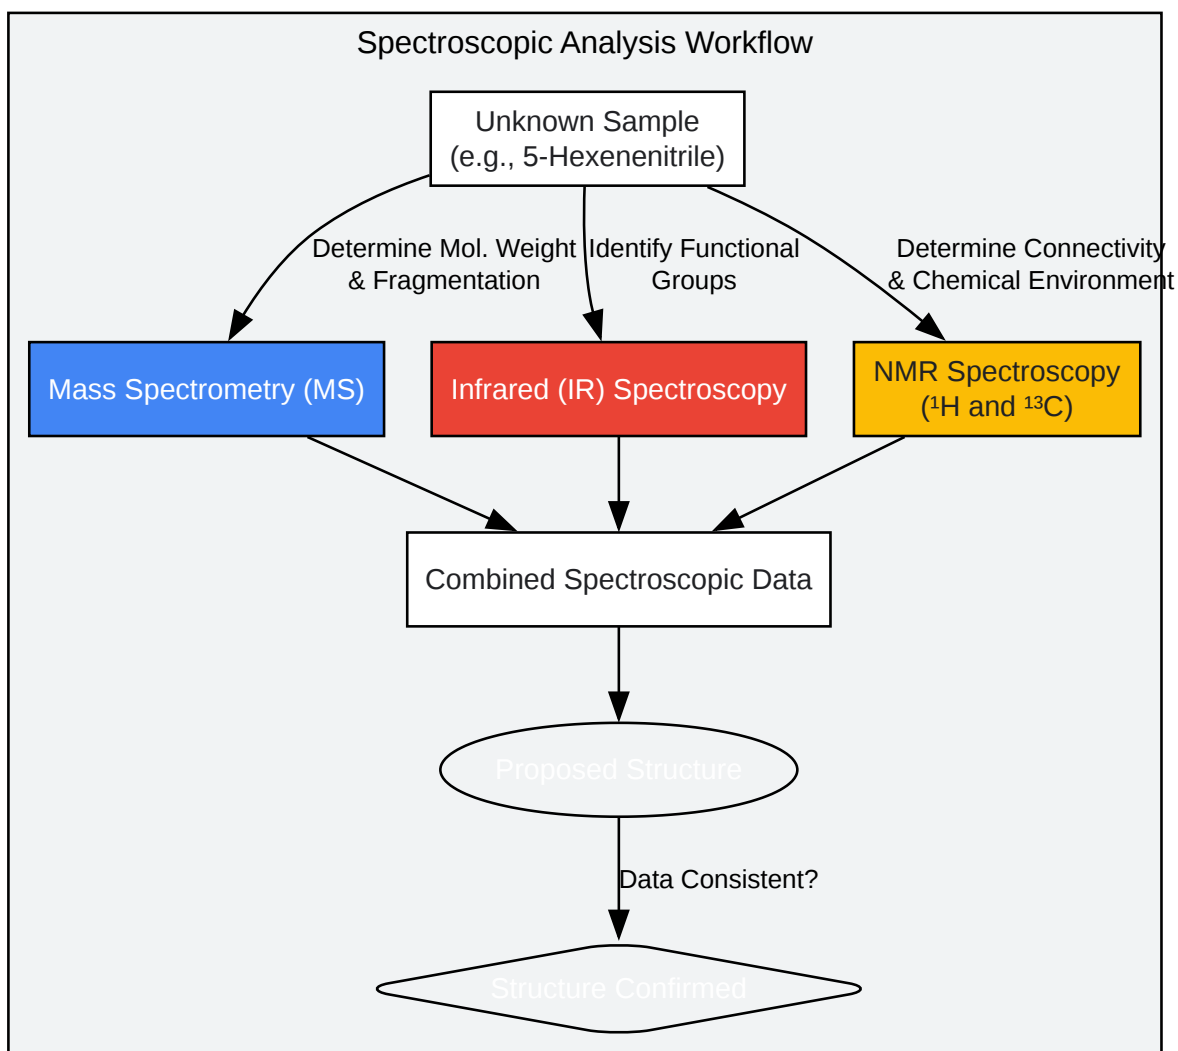 Spectroscopic Analysis Workflow
Unknown Sample
(e.g., 5-Hexenenitrile)
Determine Mol. Weight
& Fragmentation
Identify Functional
Groups
Determine Connectivity
& Chemical Environment
Mass Spectrometry (MS)
Infrared (IR) Spectroscopy
NMR Spectroscopy
(¹H and ¹³C)
Combined Spectroscopic Data
Proposed Structure
Data Consistent?
Structure Confirmed